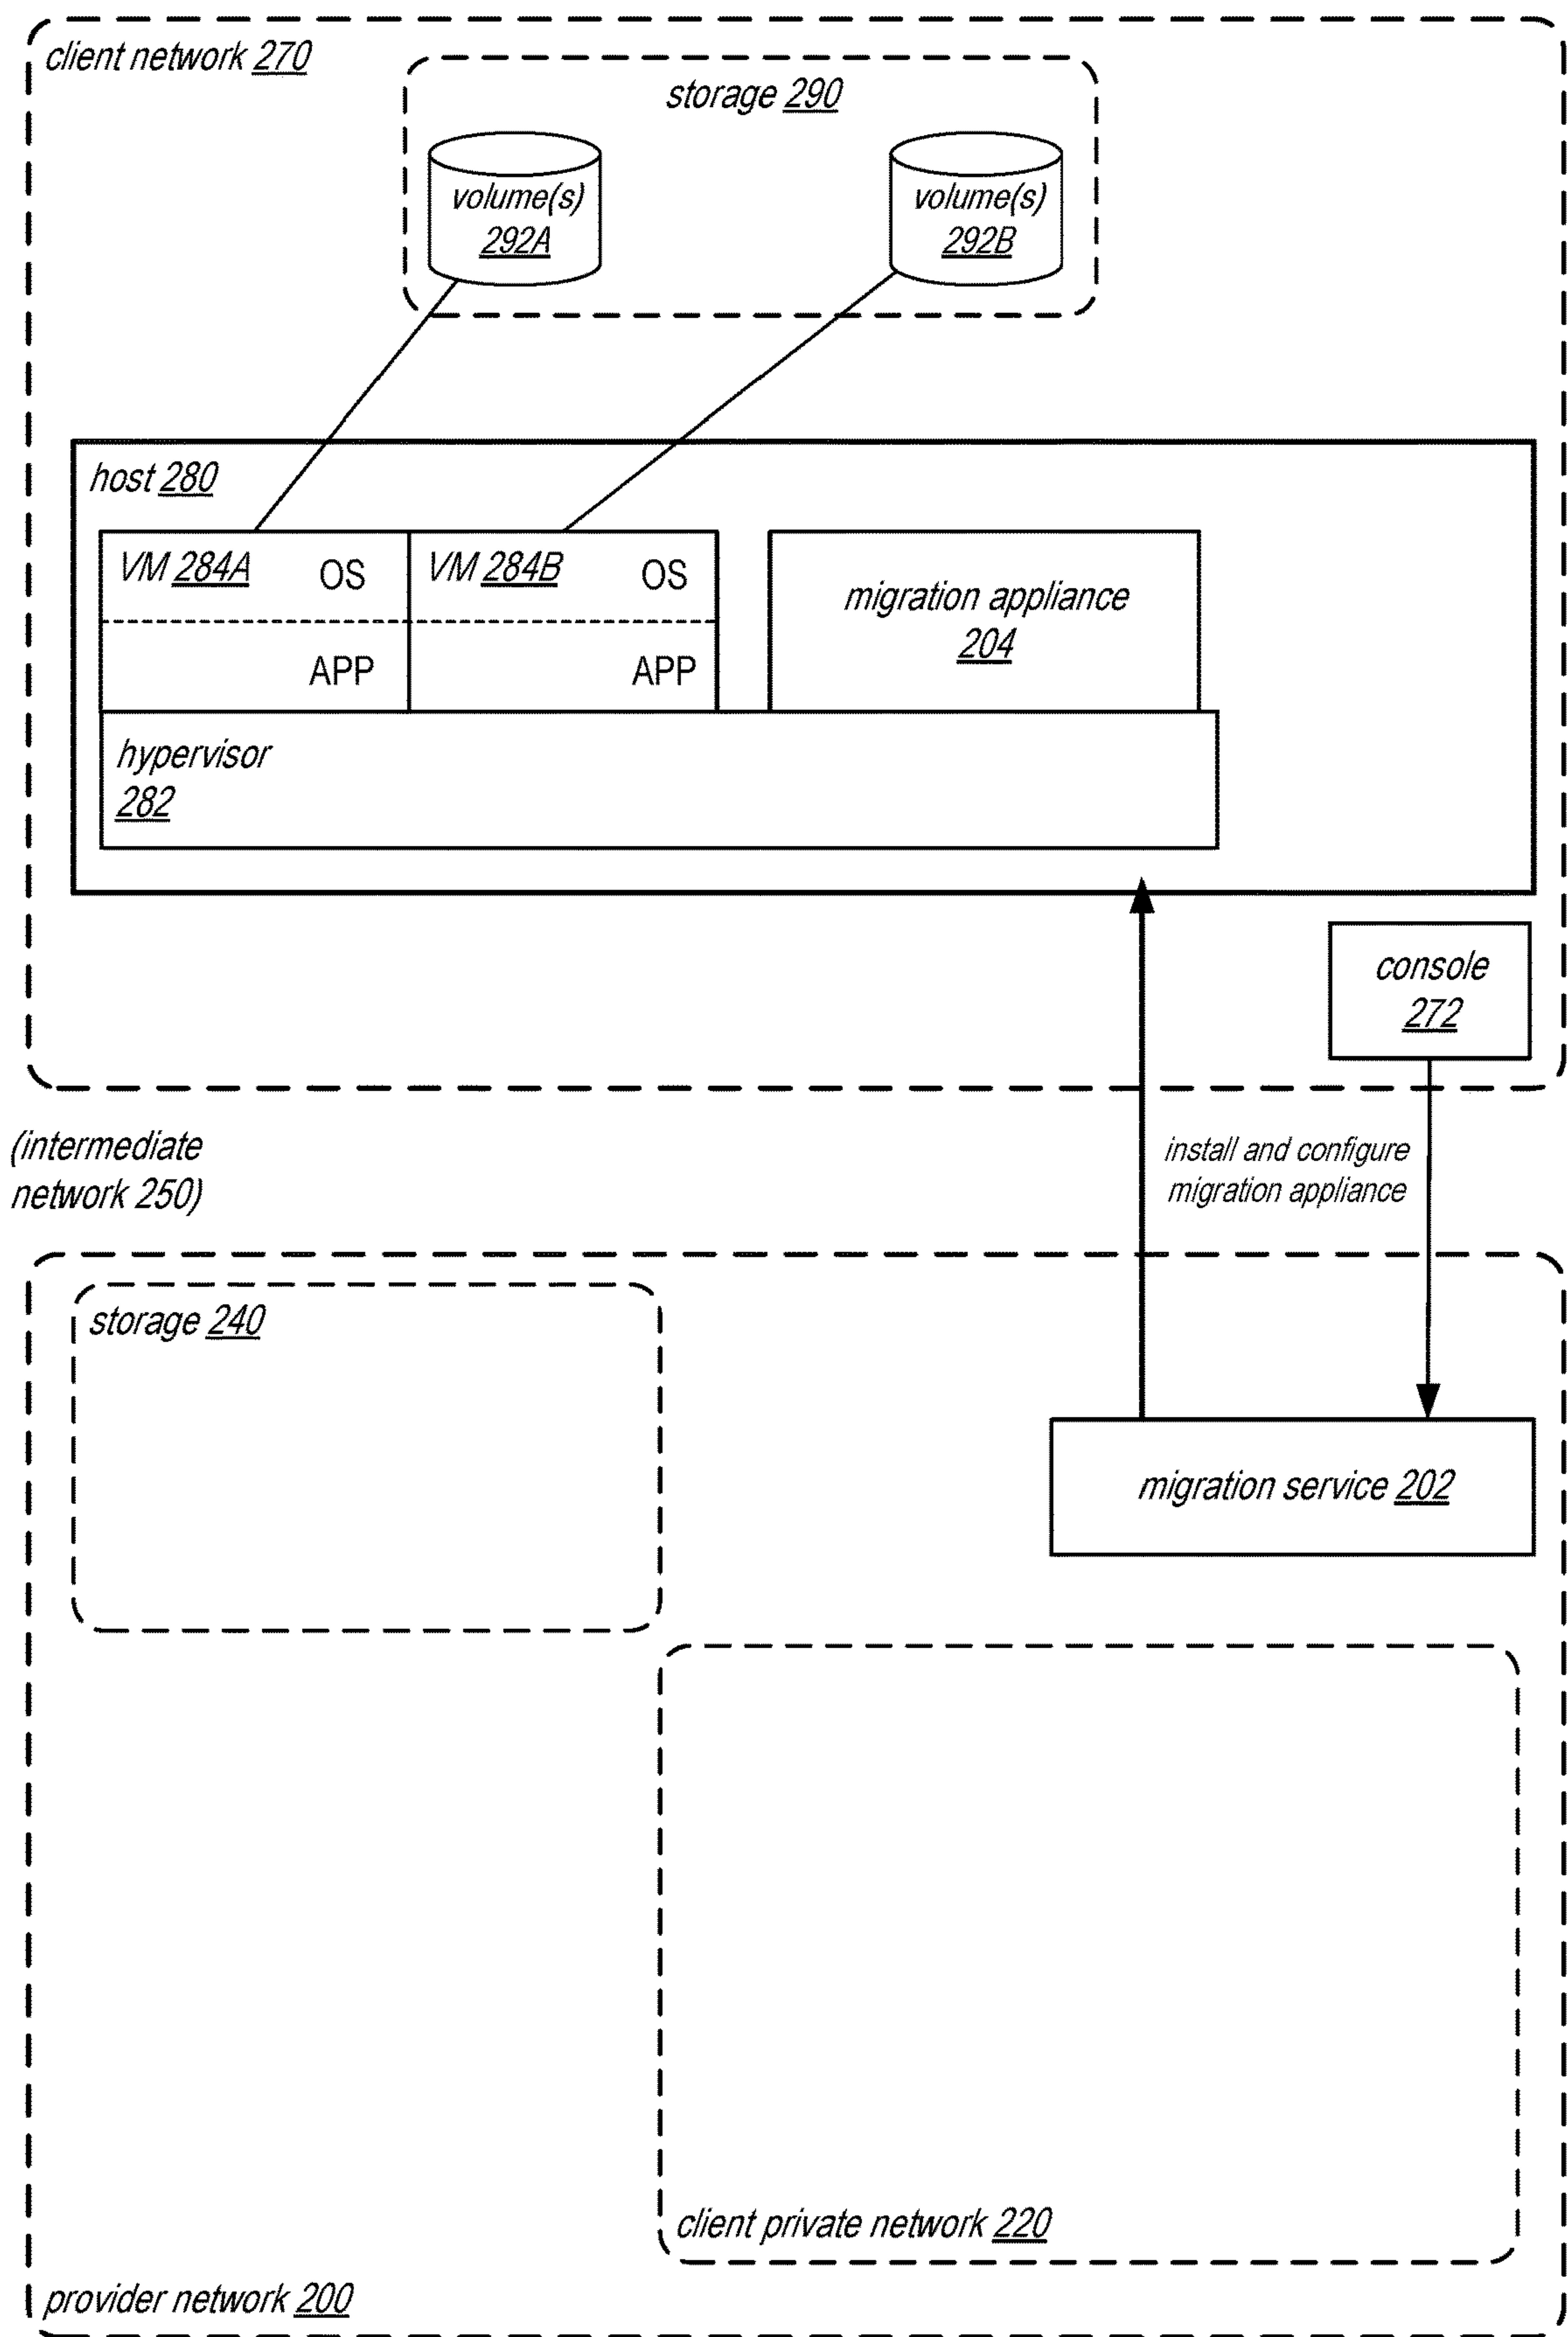 client network 270
storage 290
volume(s)
292A
volume(s)
292B
host 280
VM 284A
OS
APP
VM 284B
OS
APP
migration appliance
204
hypervisor
282
console
272
(intermediate
network 250)
install and configure
migration appliance
storage 240
migration service 202
client private network 220
provider network 200